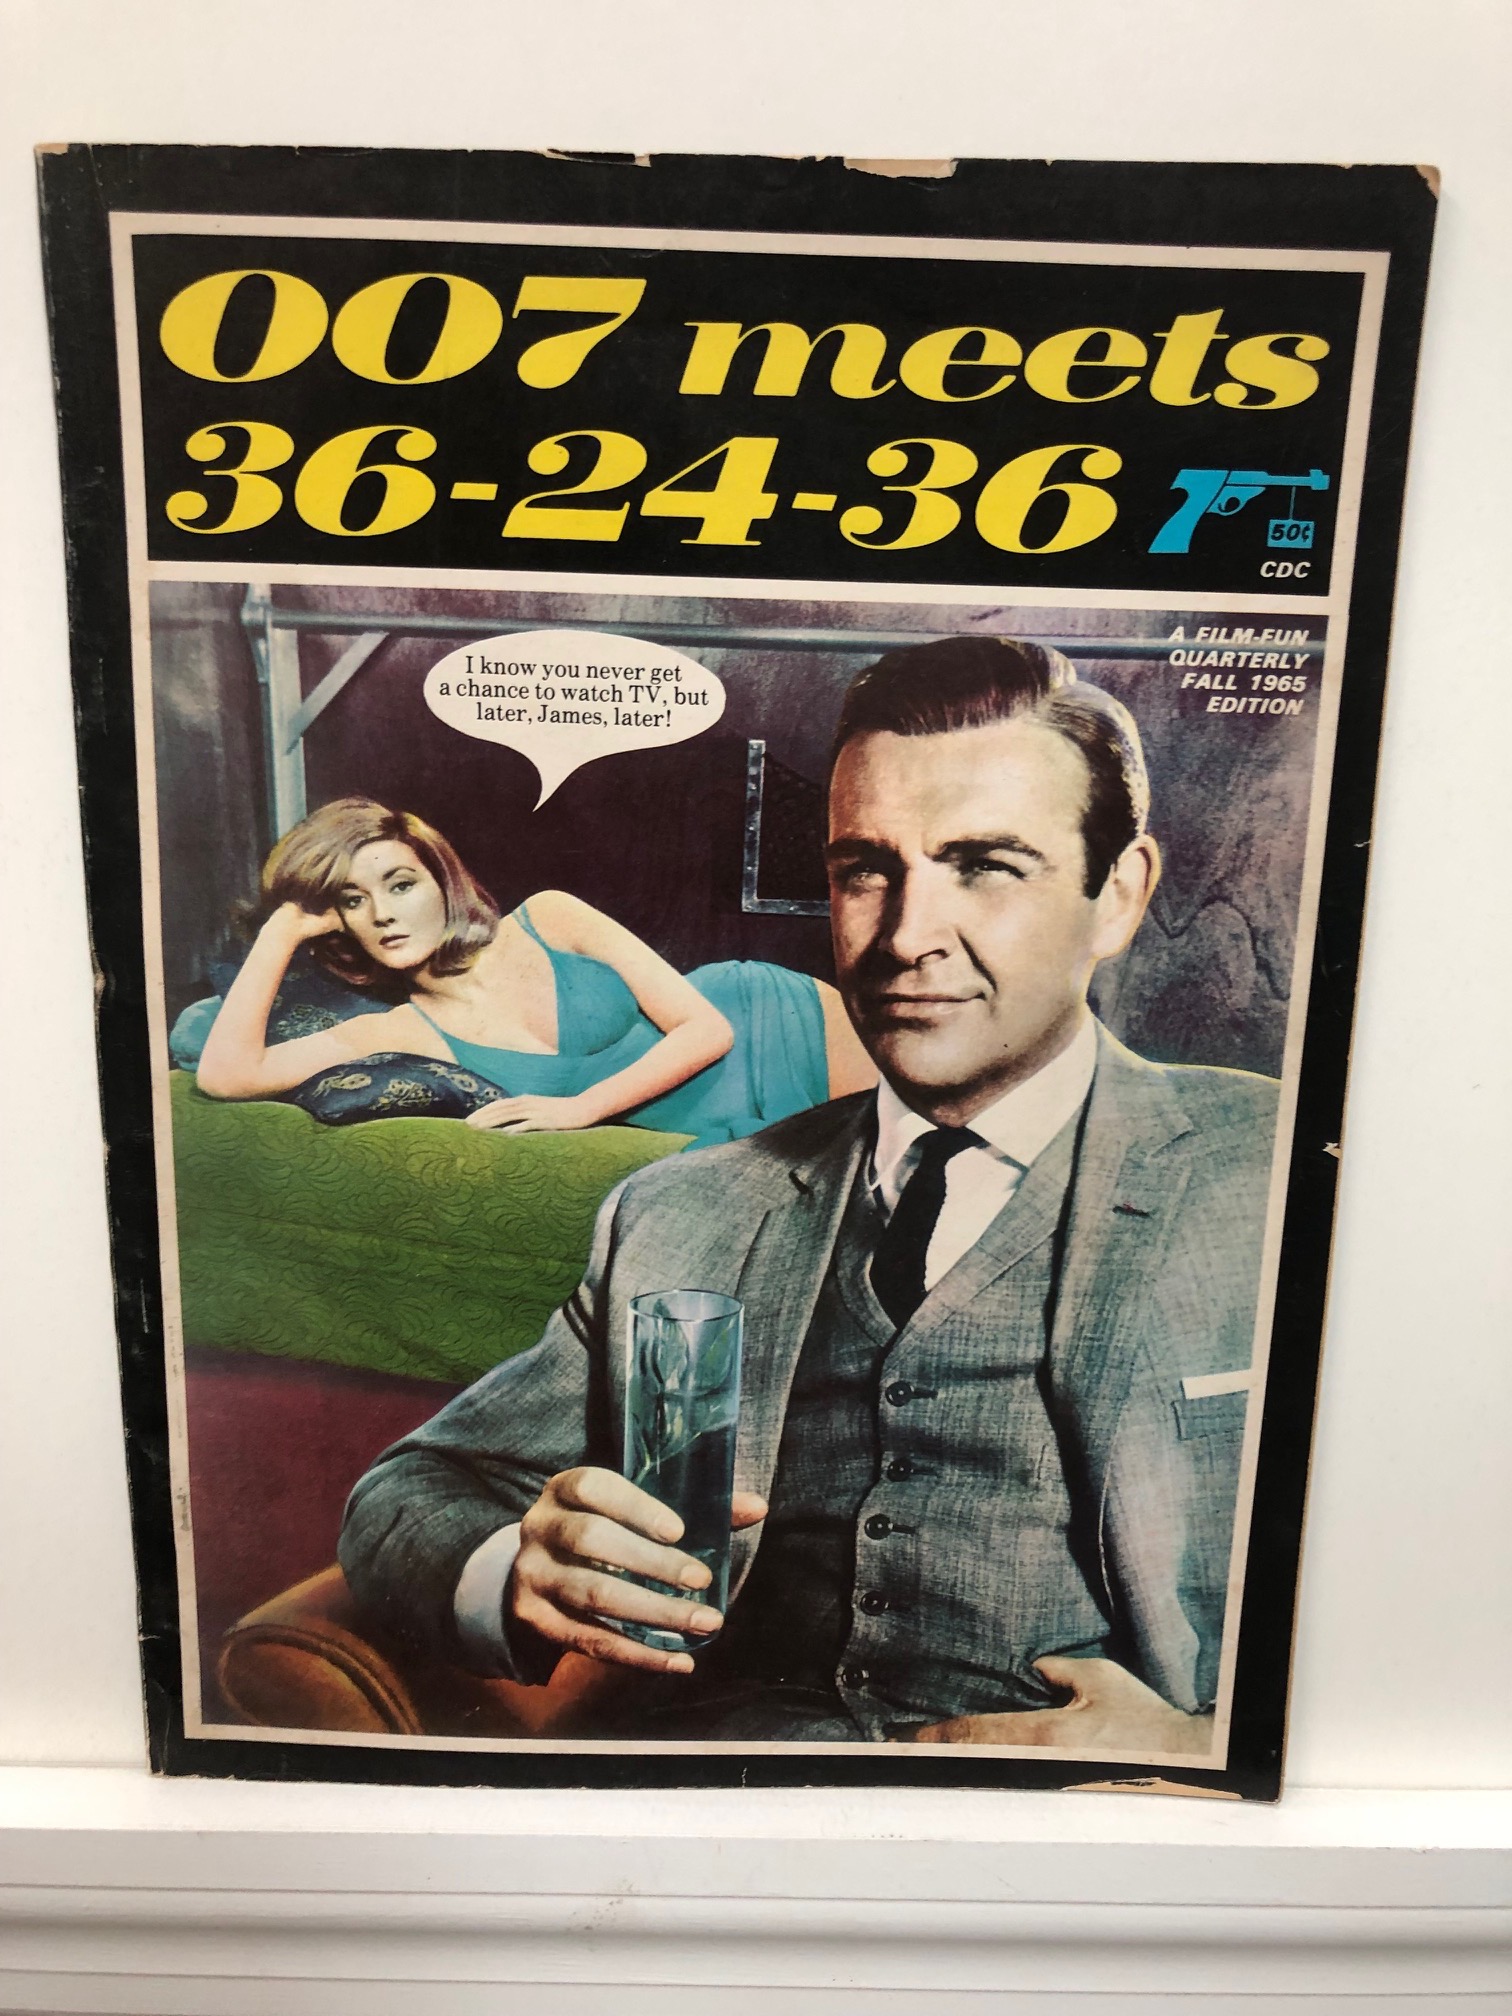 007 meets
36-24-36
50¢
CDC
A FILM-FUN
QUARTERLY
FALL 1965
EDITION
I know you never get
a chance to watch TV, but
later, James, later!